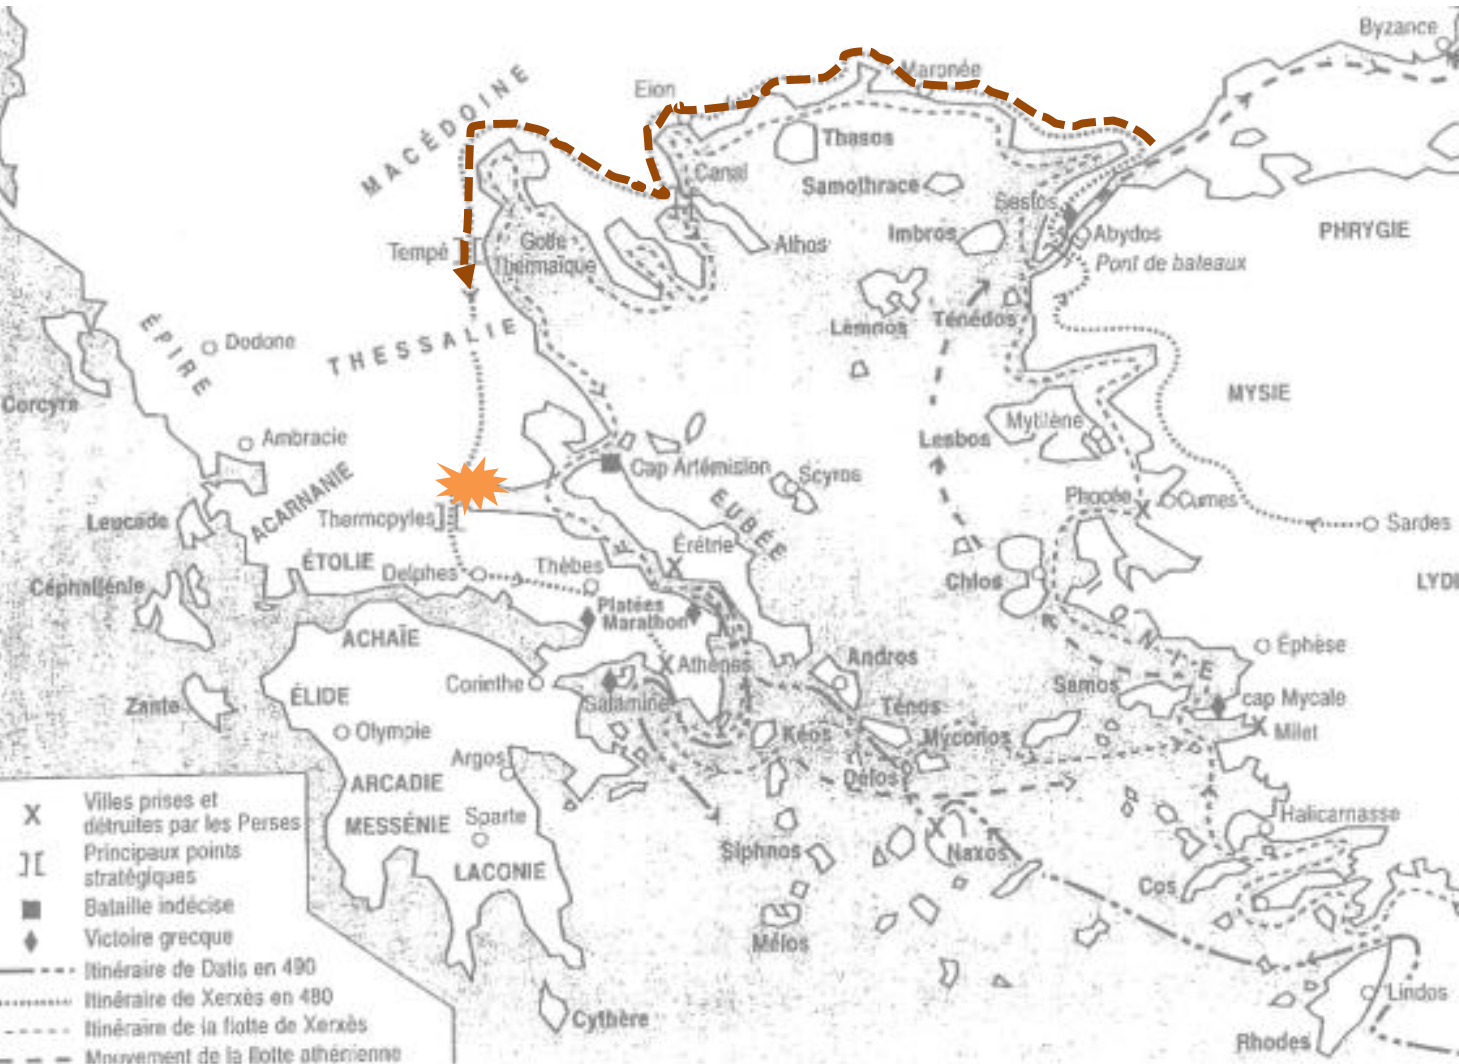 Byzance
Maronée
Eion
MACÉDOINE
Thasos
Canal
Samothrace
Sestos
Abydos
PHRYGIE
Imbros
Athos
Tempé
Golfe
Thermaïque
Pont de bateaux
Lemnos
Ténédos
ÉPIRE
Dodone
THESSALIE
MYSIE
Corcyre
Mytilène
Lesbos
Ambracie
Cap Artémision
Scyros
ACARNANIE
EUBÉE
Phocée
Cumes
Sardes
Leucade
Thermopyles
Érétrie
ÉTOLIE
Delphes
Thèbes
Céphallénie
Chios
LYDI
Platées
Marathon
ACHAÏE
IONIE
Éphèse
Athènes
Andros
Corinthe
ÉLIDE
Samos
cap Mycale
Zante
Salamine
Ténos
Milet
Olympie
Kéos
Myconos
Argos
Délos
ARCADIE
Villes prises et
détruites par les Perses
MESSÉNIE
Sparte
Halicarnasse
Principaux points
stratégiques
Siphnos
Naxos
LACONIE
Cos
Bataille indécise
Victoire grecque
Mélos
Itinéraire de Datis en 490
Itinéraire de Xerxès en 480
Lindos
Itinéraire de la flotte de Xerxès
Cythère
Rhodes
Mouvement de la flotte athénienne